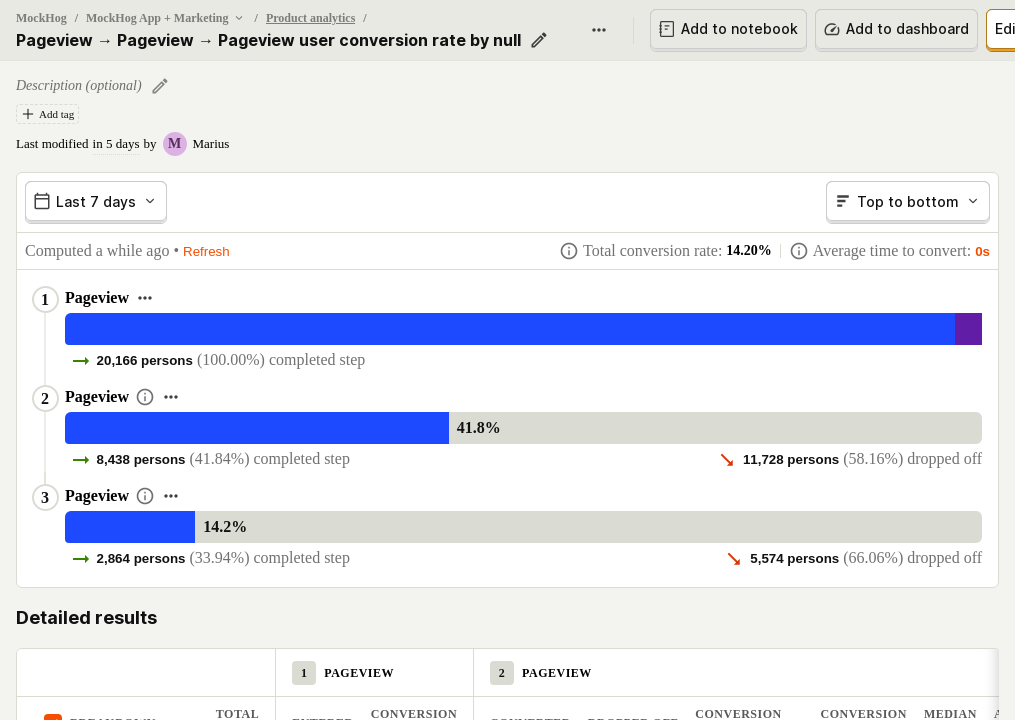 MockHog / MockHog App + Marketing / Product analytics /
Pageview → Pageview → Pageview user conversion rate by null
Add to notebook
Add to dashboard
Edi
Description (optional)
Add tag
Last modified in 5 days by M Marius
Last 7 days
Top to bottom
Computed a while ago • Refresh
Total conversion rate: 14.20%
Average time to convert: 0s
1 Pageview
20,166 persons (100.00%) completed step
2 Pageview
41.8%
8,438 persons (41.84%) completed step
11,728 persons (58.16%) dropped off
3 Pageview
14.2%
2,864 persons (33.94%) completed step
5,574 persons (66.06%) dropped off
Detailed results
1 PAGEVIEW
2 PAGEVIEW
TOTAL
CONVERSION
CONVERSION
CONVERSION
MEDIAN
BREAKDOWN
ENTERED
CONVERTED
DROPPED OFF